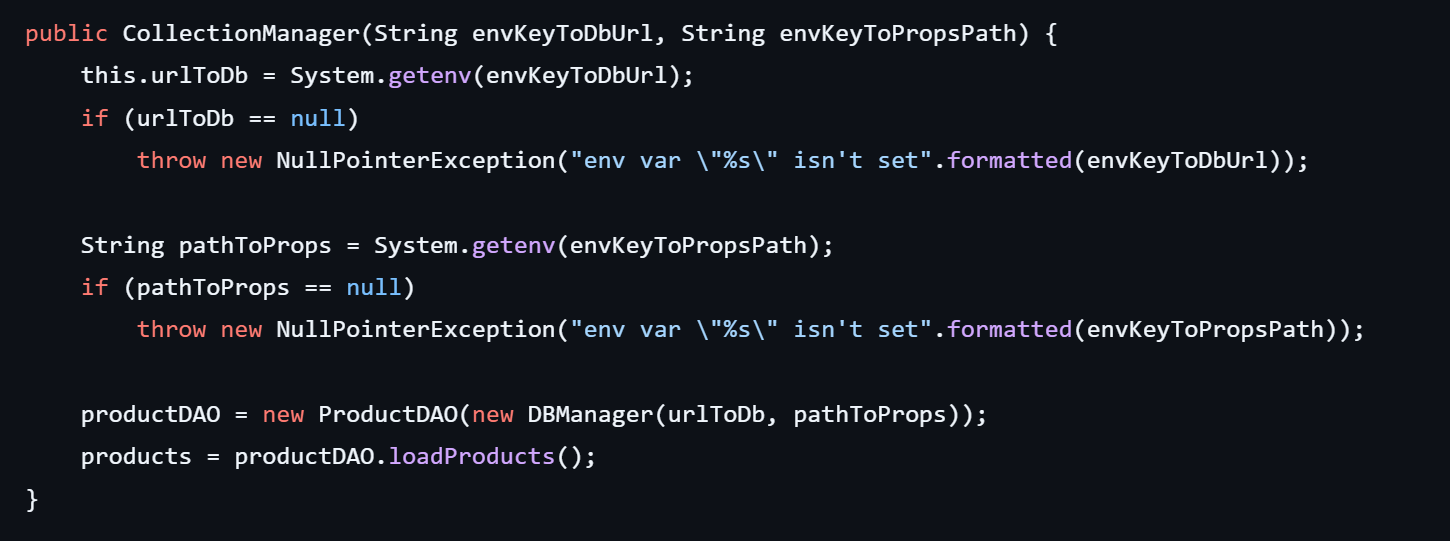 public CollectionManager(String envKeyToDbUrl, String envKeyToPropsPath) {
    this.urlToDb = System.getenv(envKeyToDbUrl);
    if (urlToDb == null)
        throw new NullPointerException("env var \"%s\" isn't set".formatted(envKeyToDbUrl));

    String pathToProps = System.getenv(envKeyToPropsPath);
    if (pathToProps == null)
        throw new NullPointerException("env var \"%s\" isn't set".formatted(envKeyToPropsPath));

    productDAO = new ProductDAO(new DBManager(urlToDb, pathToProps));
    products = productDAO.loadProducts();
}